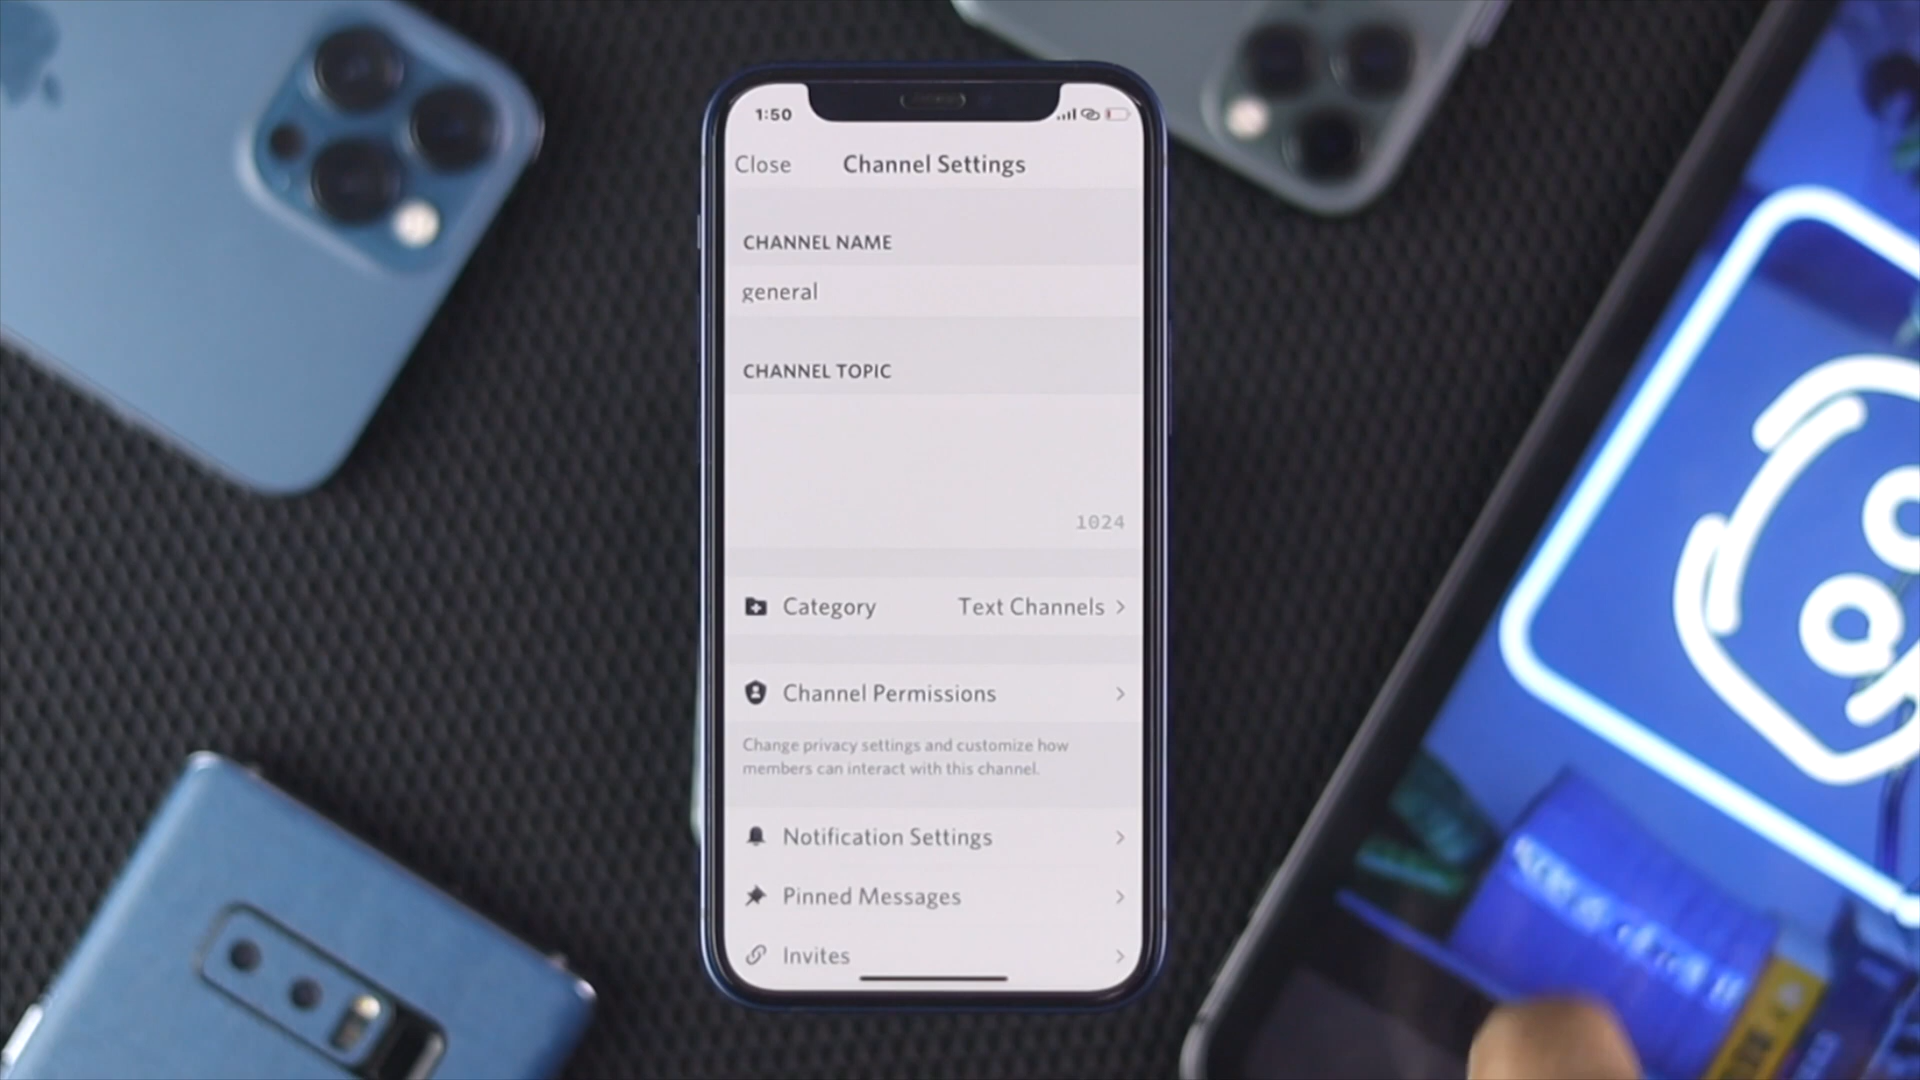 1:50
Close Channel Settings
CHANNEL NAME
general
CHANNEL TOPIC
1024
Category Text Channels
Channel Permissions
Change privacy settings and customize how
members can interact with this channel.
Notification Settings
Pinned Messages
Invites